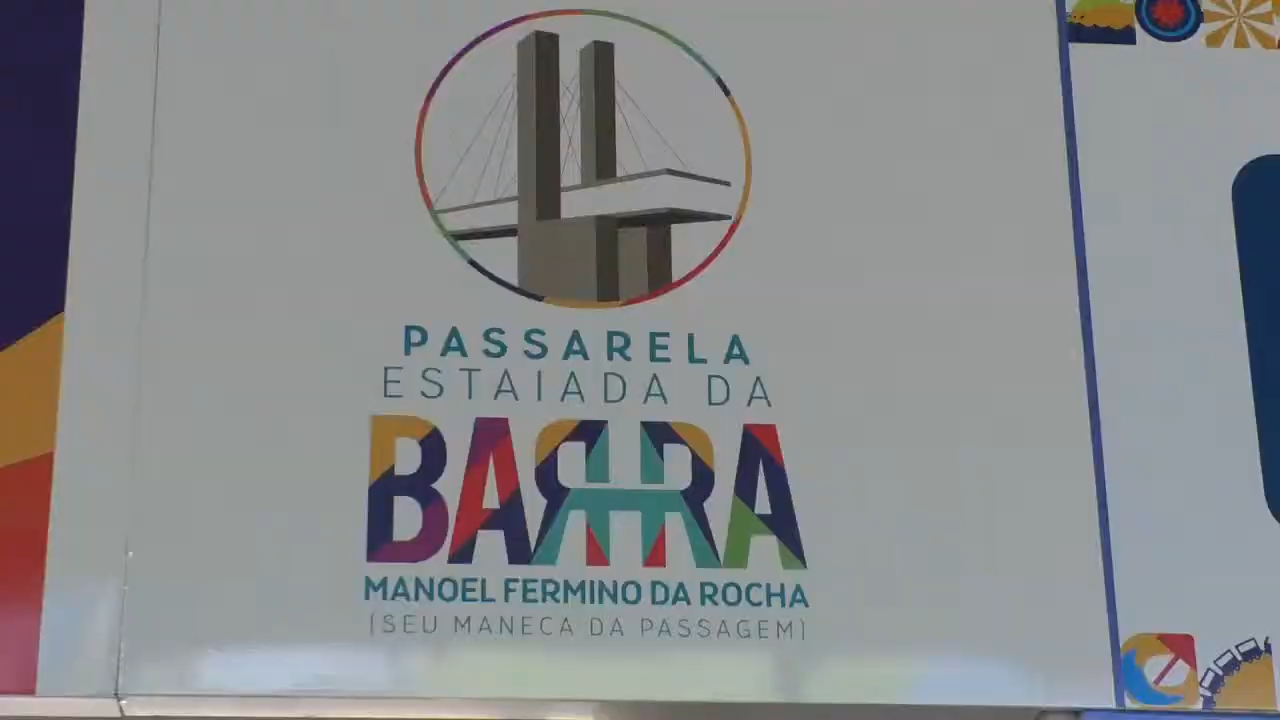 PASSARELA
ESTAIADA DA
BARRA
MANOEL FERMINO DA ROCHA
(SEU MANECA DA PASSAGEM)